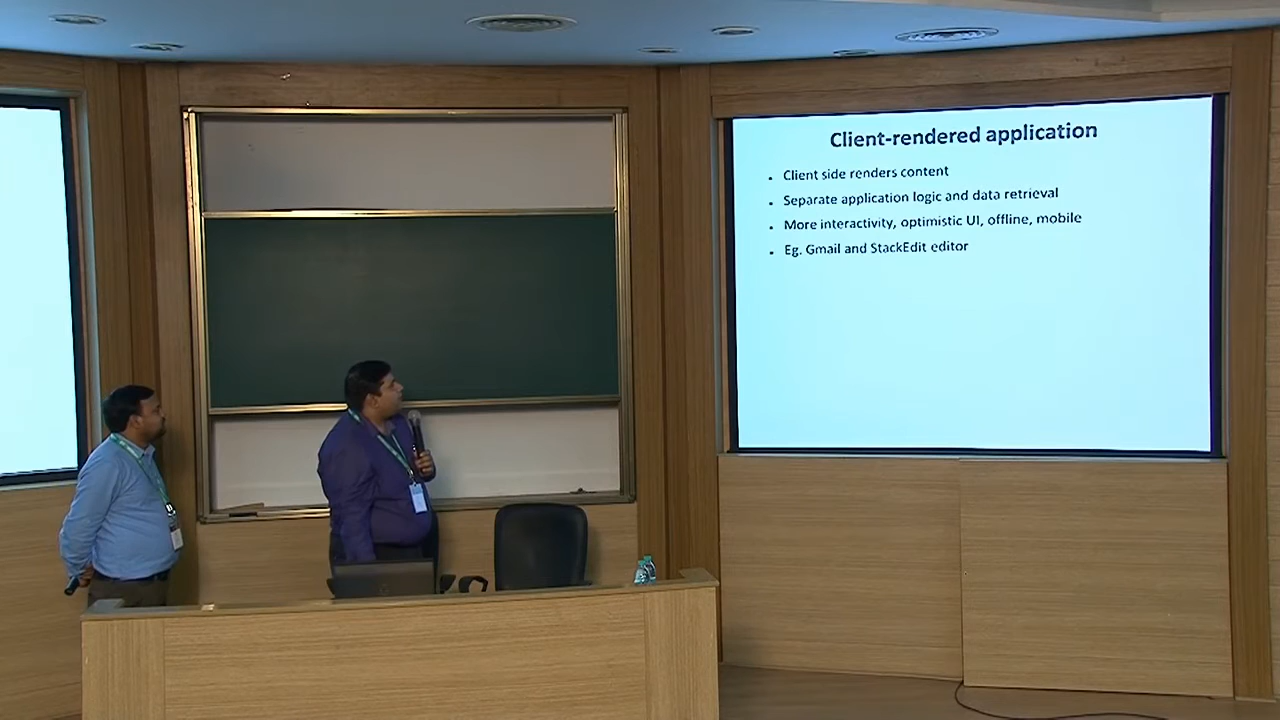 Client-rendered application
• Client side renders content
• Separate application logic and data retrieval
• More interactivity, optimistic UI, offline, mobile
• Eg. Gmail and StackEdit editor